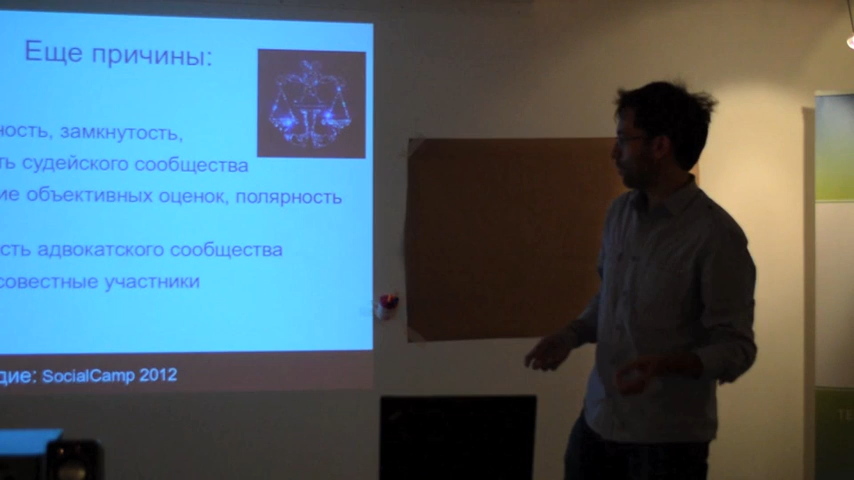 Еще причины:
ность, замкнутость,
ть судейского сообщества
ие объективных оценок, полярность
сть адвокатского сообщества
совестные участники
дие: SocialCamp 2012
TE